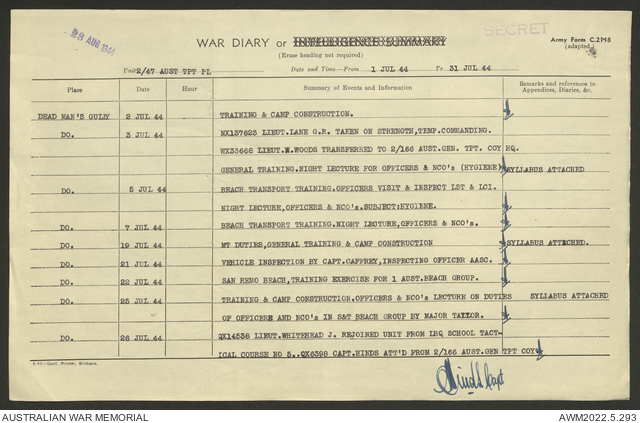 28 AUG 1944
SECRET
WAR DIARY or INTELLIGENCE SUMMARY
Army Form C.2118
(adapted)
(Erase heading not required)
Unit 2/47 AUST TPT PL Date and Time.—From 1 JUL 44 To 31 JUL 44
Place Date Hour Summary of Events and Information Remarks and references to Appendices, Diaries, &c.
DEAD MAN'S GULLY 2 JUL 44 TRAINING & CAMP CONSTRUCTION.
DO. 3 JUL 44 NX137623 LIEUT.LANE G.R. TAKEN ON STRENGTH,TEMP.COMMANDING.
WX33668 LIEUT.W.WOODS TRANSFERRED TO 2/166 AUST.GEN. TPT. COY HQ.
GENERAL TRAINING.NIGHT LECTURE FOR OFFICERS & NCO's (HYGIENE) SYLLABUS ATTACHED
DO. 5 JUL 44 BEACH TRANSPORT TRAINING.OFFICERS VISIT & INSPECT LST & LCI.
NIGHT LECTURE,OFFICERS & NCO's.SUBJECT:HYGIENE.
DO. 7 JUL 44 BEACH TRANSPORT TRAINING.NIGHT LECTURE,OFFICERS & NCO's.
DO. 19 JUL 44 MT DUTIES,GENERAL TRAINING & CAMP CONSTRUCTION SYLLABUS ATTACHED.
DO. 21 JUL 44 VEHICLE INSPECTION BY CAPT.CAFFREY,INSPECTING OFFICER AASC.
DO. 22 JUL 44 SAN REMO BEACH,TRAINING EXERCISE FOR 1 AUST.BEACH GROUP.
DO. 25 JUL 44 TRAINING & CAMP CONSTRUCTION.OFFICERS & NCO's LECTURE ON DUTIES SYLLABUS ATTACHED
OF OFFICERS AND NCO's IN S&T BEACH GROUP BY MAJOR TAYLOR.
DO. 26 JUL 44 QX14538 LIEUT.WHITEHEAD J. REJOINED UNIT FROM LHQ SCHOOL TACT-
ICAL COURSE NO 5..QX6398 CAPT.HINDS ATT'D FROM 2/166 AUST.GEN TPT COY
Printer, Brisbane.
Hinds Capt
AUSTRALIAN WAR MEMORIAL
AWM2022.5.293